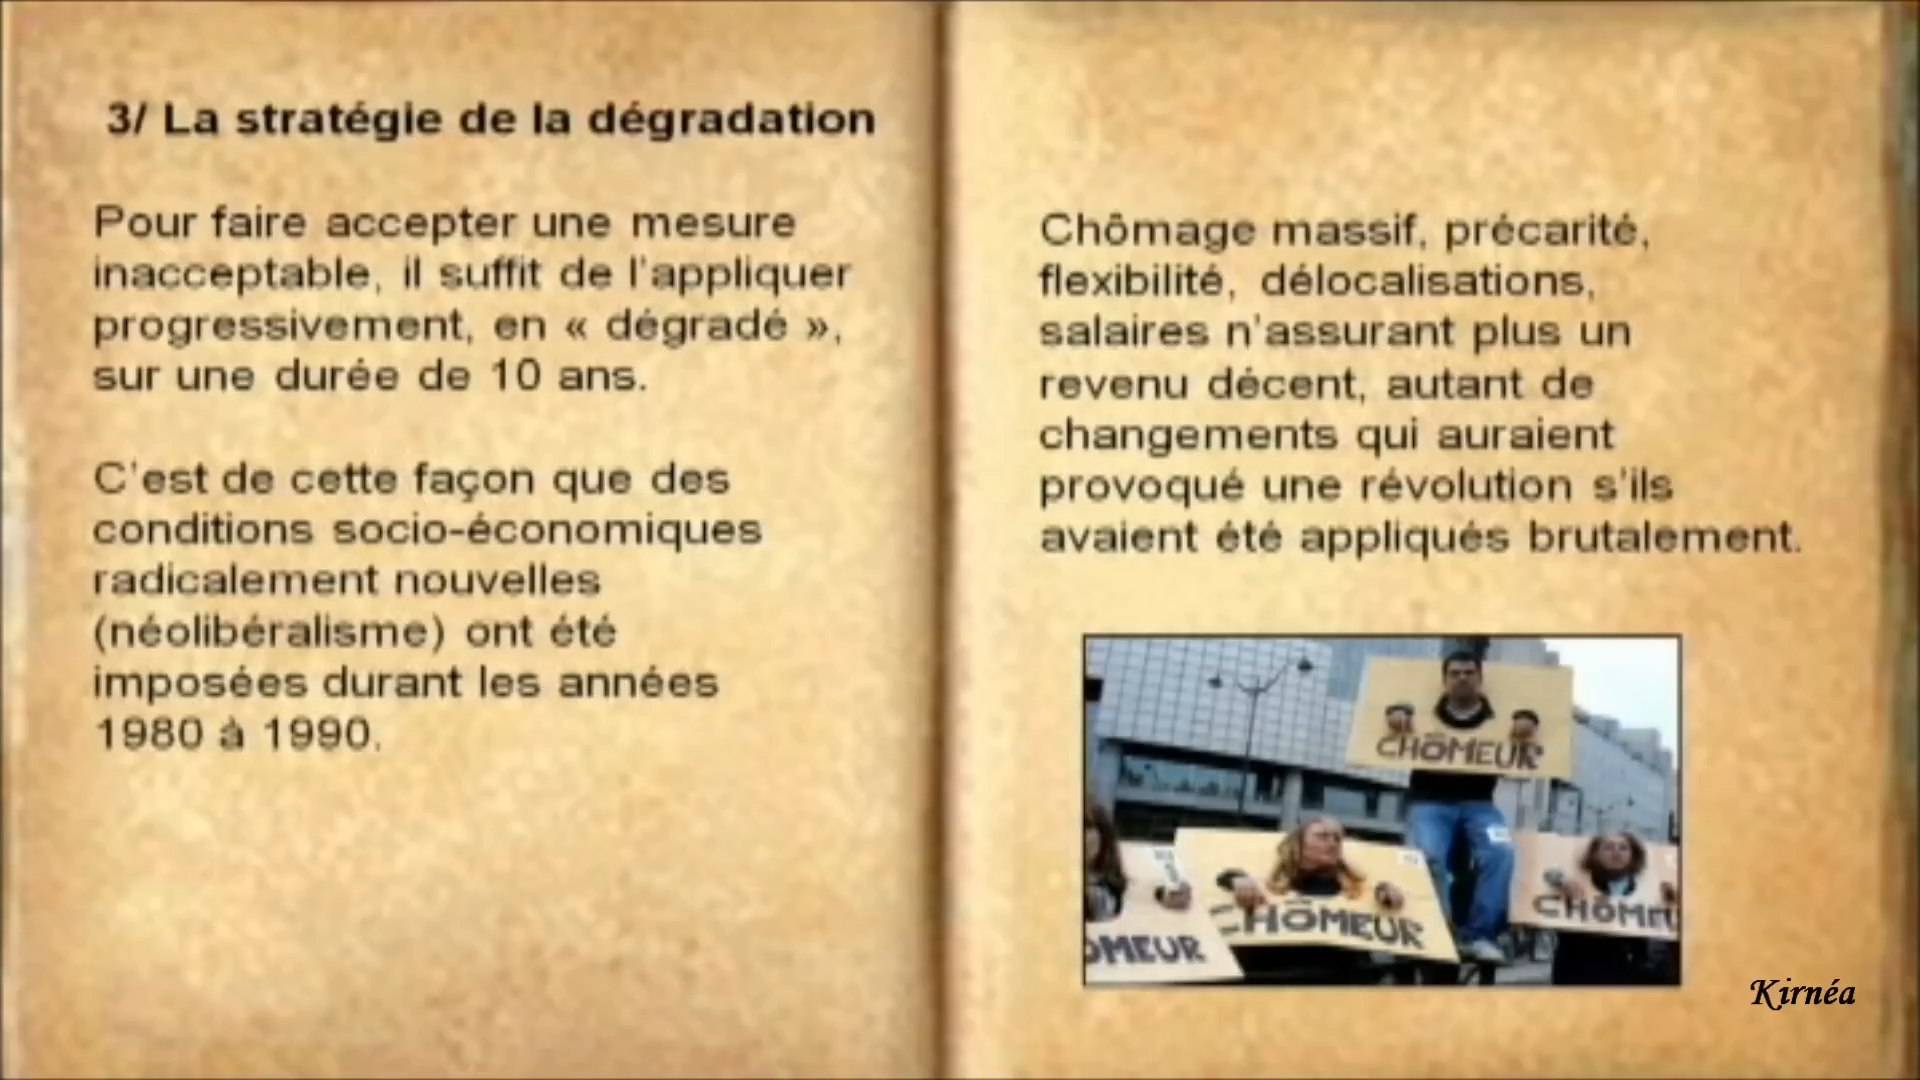 3/ La stratégie de la dégradation
Pour faire accepter une mesure
inacceptable, il suffit de l'appliquer
progressivement, en « dégradé »,
sur une durée de 10 ans.
C'est de cette façon que des
conditions socio-économiques
radicalement nouvelles
(néolibéralisme) ont été
imposées durant les années
1980 à 1990.
Chômage massif, précarité,
flexibilité, délocalisations,
salaires n'assurant plus un
revenu décent, autant de
changements qui auraient
provoqué une révolution s'ils
avaient été appliqués brutalement.
CHÔMEUR
CHÔMEUR
CHÔME
ÔMEUR
Kirnéa